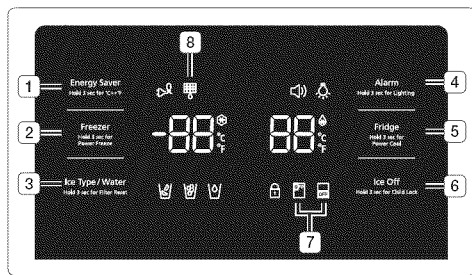 8
1
Energy Saver
Hold 3 sec for °C↔°F
Alarm
Hold 3 sec for Lighting
4
2
Freezer
Hold 3 sec for
Power Freeze
-88 °C °F
88 °C °F
Fridge
Hold 3 sec for
Power Cool
5
3
Ice Type / Water
Hold 3 sec for Filter Reset
Ice Off
Hold 3 sec for Child Lock
6
7